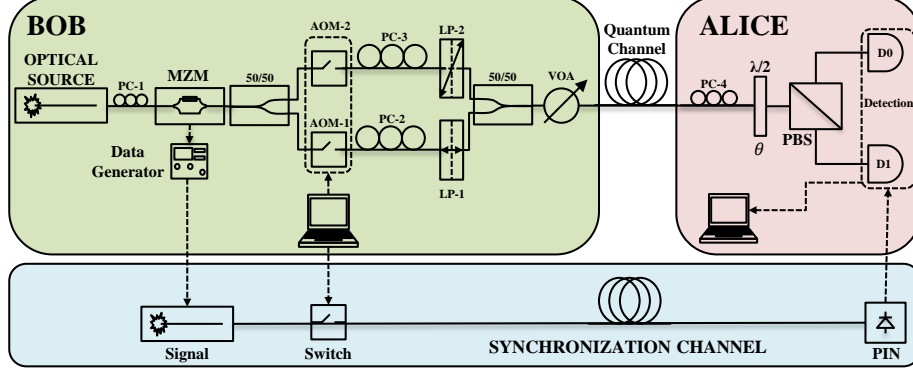 BOB
OPTICAL
SOURCE
PC-1
MZM
50/50
AOM-2
PC-3
LP-2
50/50
VOA
Data
Generator
AOM-1
PC-2
LP-1
Quantum
Channel
ALICE
PC-4
λ/2
θ
PBS
D0
Detection
D1
Signal
Switch
SYNCHRONIZATION CHANNEL
PIN